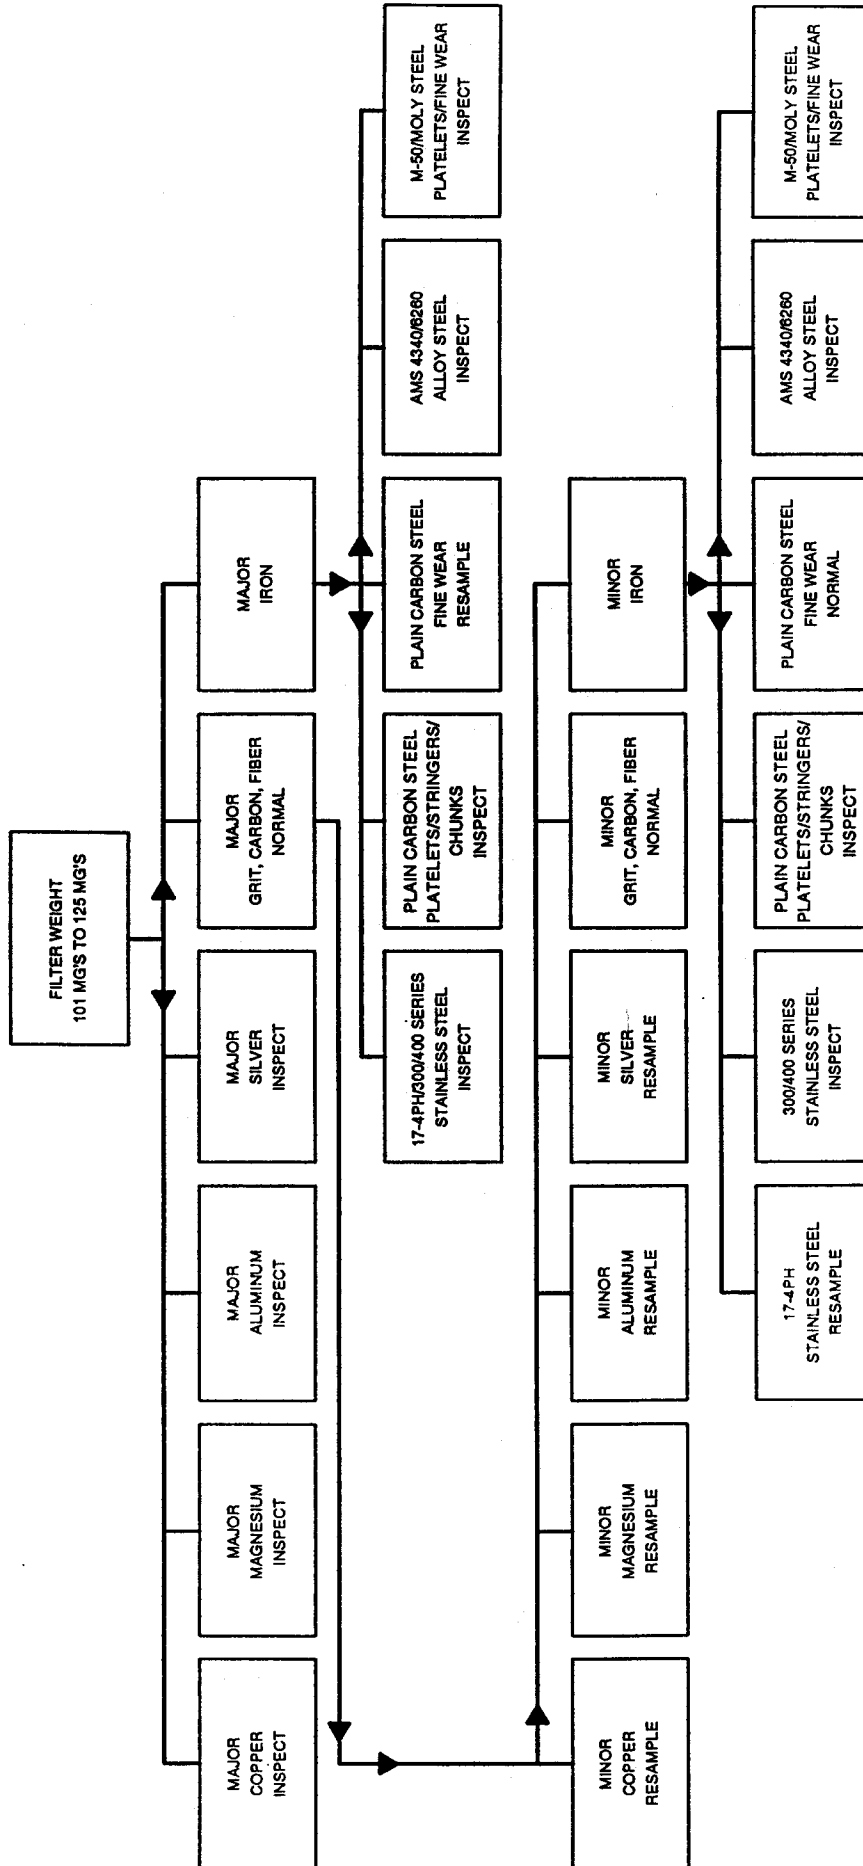 FILTER WEIGHT
101 MG'S TO 125 MG'S
MAJOR
COPPER
INSPECT
MAJOR
MAGNESIUM
INSPECT
MAJOR
ALUMINUM
INSPECT
MAJOR
SILVER
INSPECT
MAJOR
GRIT, CARBON, FIBER
NORMAL
MAJOR
IRON
17-4PH/300/400 SERIES
STAINLESS STEEL
INSPECT
PLAIN CARBON STEEL
PLATELETS/STRINGERS/
CHUNKS
INSPECT
PLAIN CARBON STEEL
FINE WEAR
RESAMPLE
AMS 4340/6260
ALLOY STEEL
INSPECT
M-50/MOLY STEEL
PLATELETS/FINE WEAR
INSPECT
MINOR
COPPER
RESAMPLE
MINOR
MAGNESIUM
RESAMPLE
MINOR
ALUMINUM
RESAMPLE
MINOR
SILVER
RESAMPLE
MINOR
GRIT, CARBON, FIBER
NORMAL
MINOR
IRON
17-4PH
STAINLESS STEEL
RESAMPLE
300/400 SERIES
STAINLESS STEEL
INSPECT
PLAIN CARBON STEEL
PLATELETS/STRINGERS/
CHUNKS
INSPECT
PLAIN CARBON STEEL
FINE WEAR
NORMAL
AMS 4340/6260
ALLOY STEEL
INSPECT
M-50/MOLY STEEL
PLATELETS/FINE WEAR
INSPECT